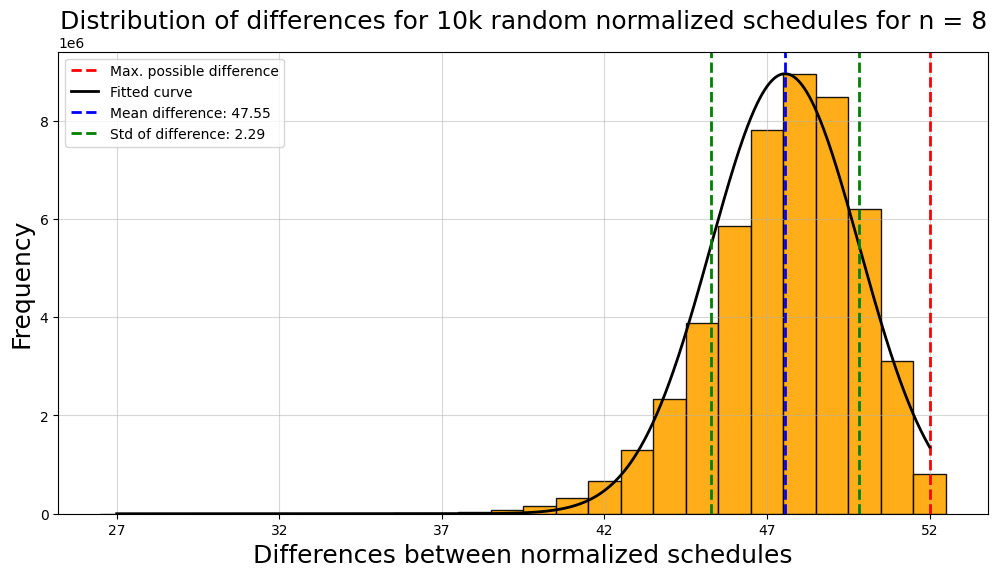 Distribution of differences for 10k random normalized schedules for n = 8
1e6
Max. possible difference
Fitted curve
Mean difference: 47.55
Std of difference: 2.29
8
6
4
2
0
Frequency
27 32 37 42 47 52
Differences between normalized schedules